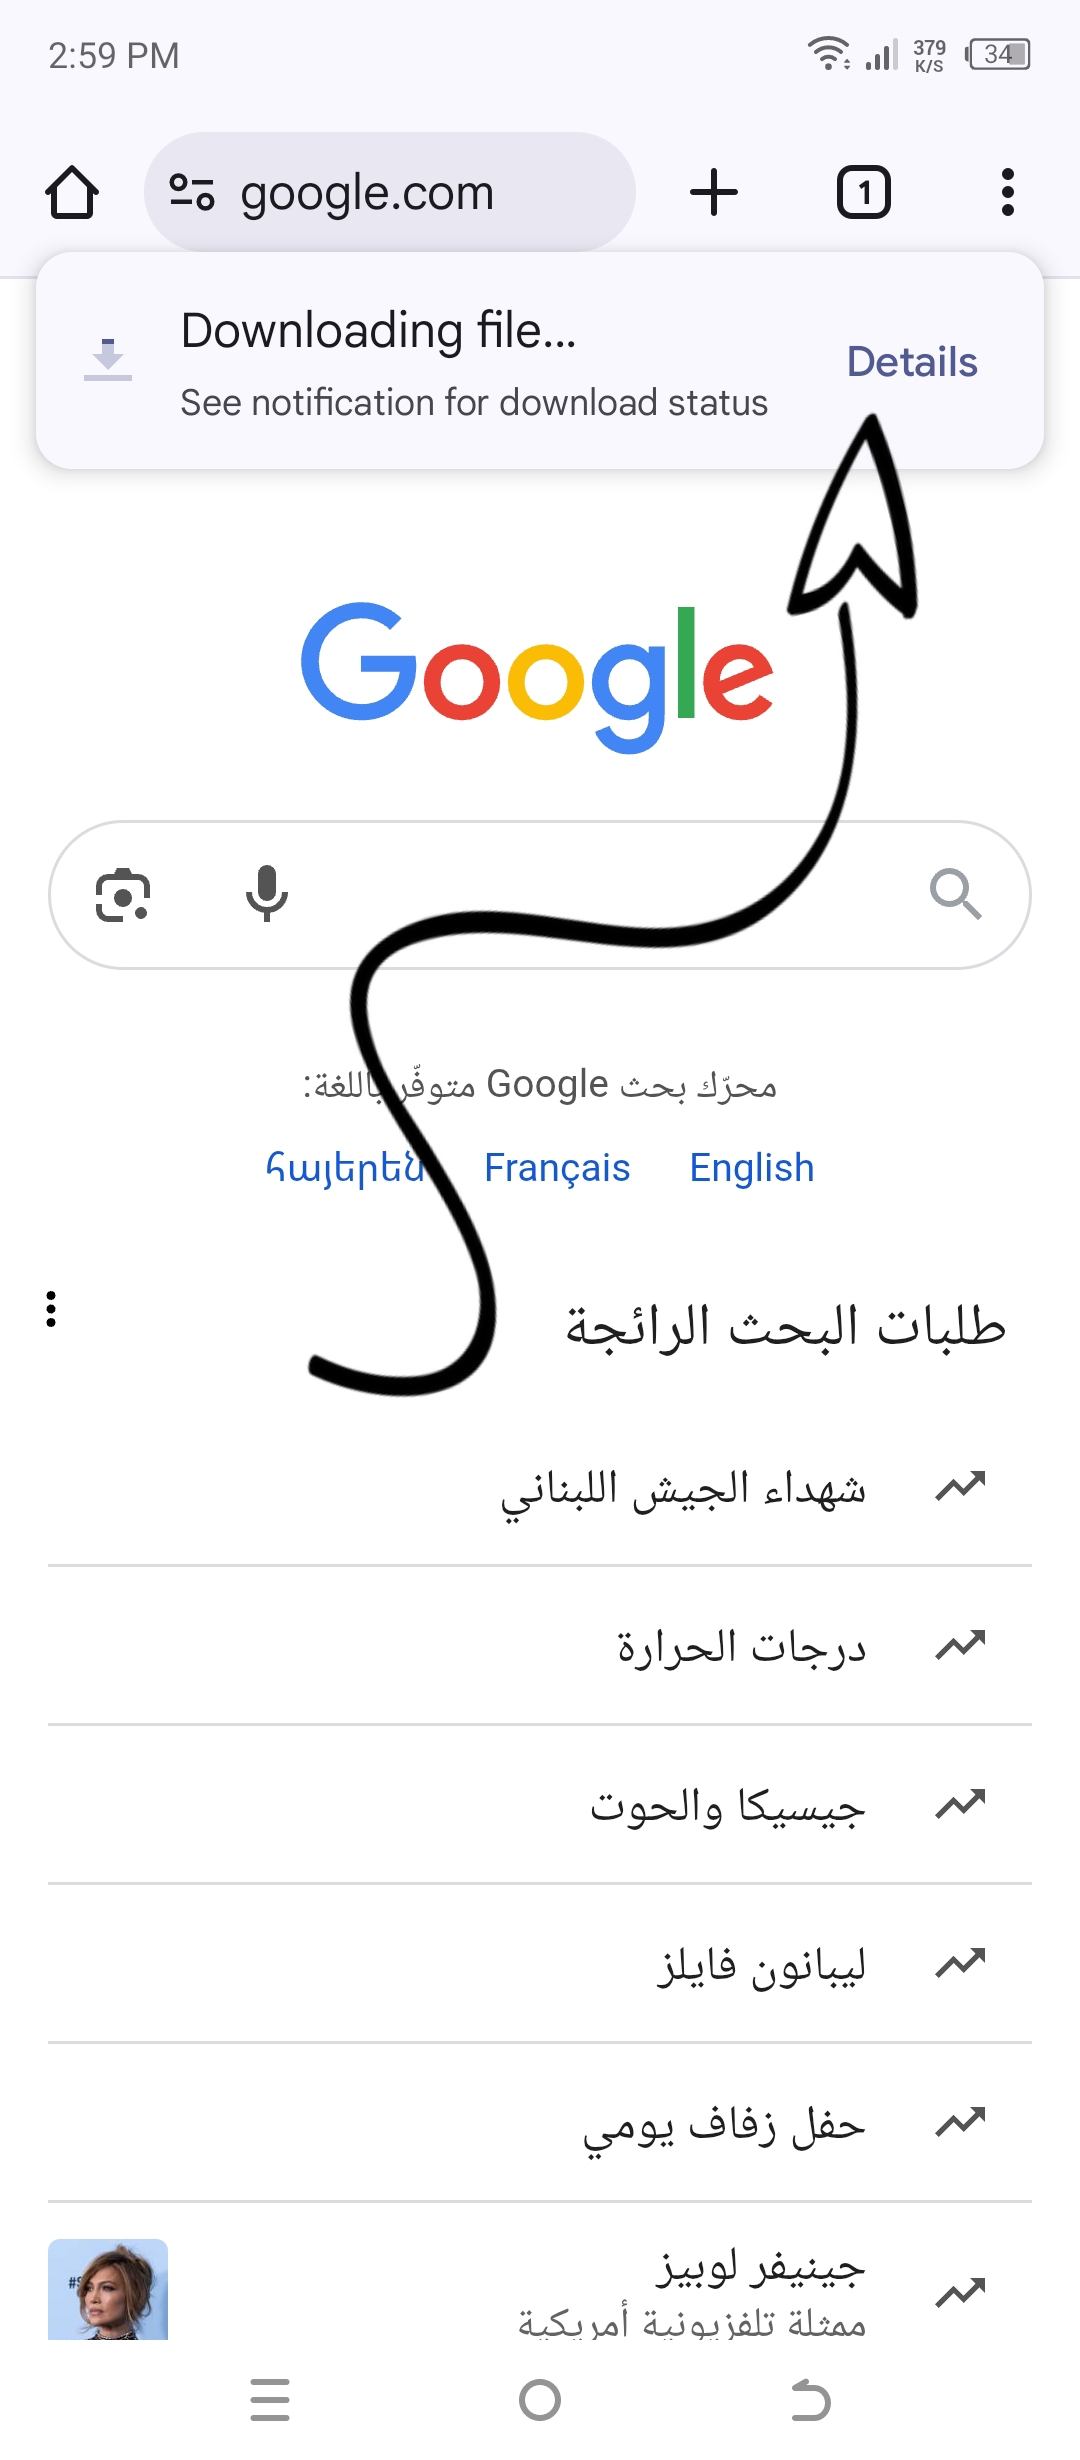 2:59 PM
379
K/S
34
google.com
1
Downloading file...
See notification for download status
Details
Google
محرّك بحث Google متوفّر باللغة:
հայերեն Français English
طلبات البحث الرائجة
شهداء الجيش اللبناني
درجات الحرارة
جيسيكا والحوت
ليبانون فايلز
حفل زفاف يومي
جينيفر لوبيز
ممثلة تلفزيونية أمريكية